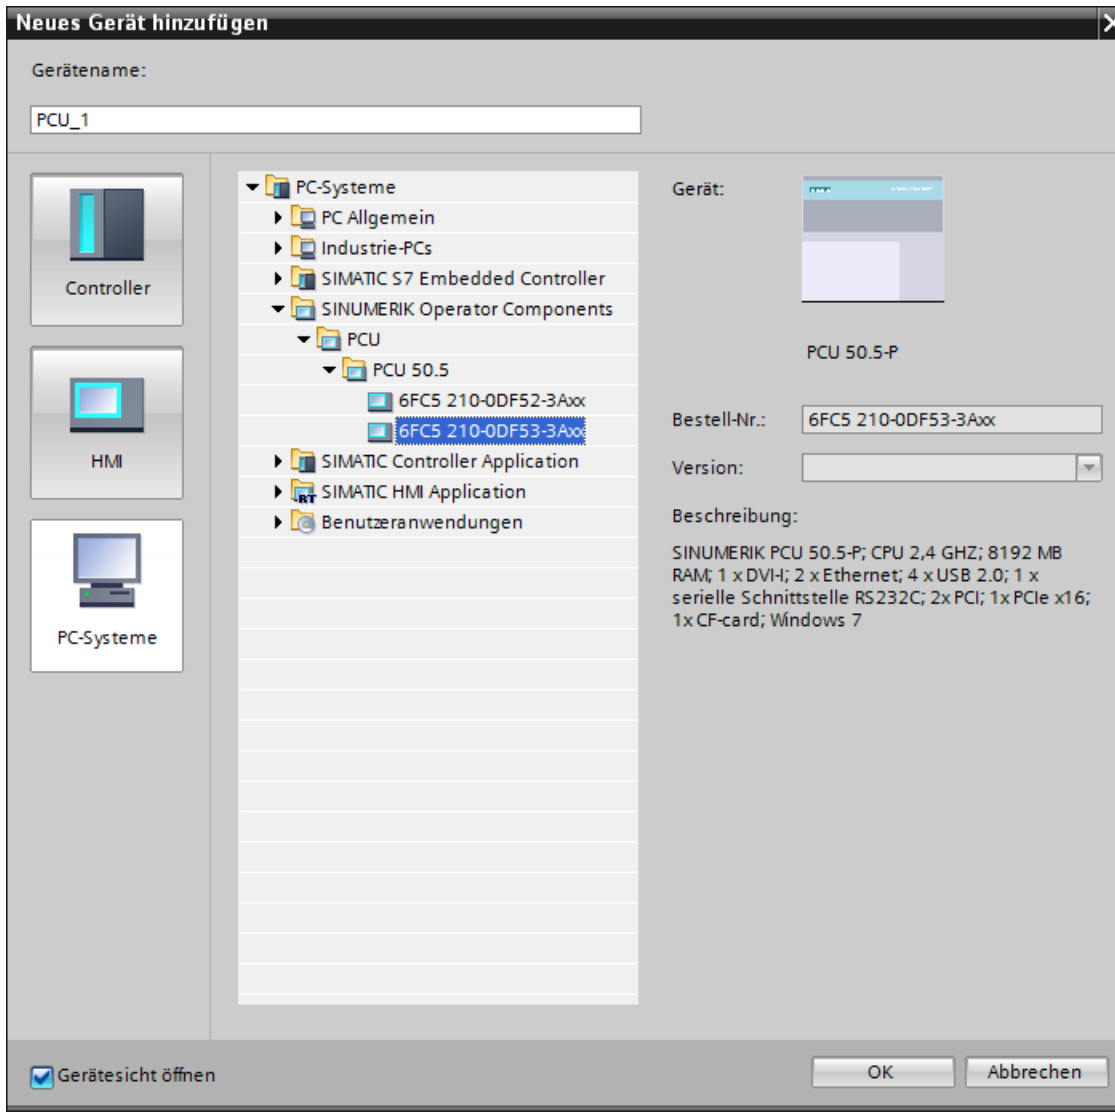 Neues Gerät hinzufügen
Gerätename:
PCU_1
Controller
HMI
PC-Systeme
PC-Systeme
PC Allgemein
Industrie-PCs
SIMATIC S7 Embedded Controller
SINUMERIK Operator Components
PCU
PCU 50.5
6FC5 210-0DF52-3Axx
6FC5 210-0DF53-3Axx
SIMATIC Controller Application
RT SIMATIC HMI Application
Benutzeranwendungen
Gerät:
PCU 50.5-P
Bestell-Nr.: 6FC5 210-0DF53-3Axx
Version:
Beschreibung:
SINUMERIK PCU 50.5-P; CPU 2,4 GHZ; 8192 MB
RAM; 1 x DVI-I; 2 x Ethernet; 4 x USB 2.0; 1 x
serielle Schnittstelle RS232C; 2x PCI; 1x PCIe x16;
1x CF-card; Windows 7
Gerätesicht öffnen
OK Abbrechen